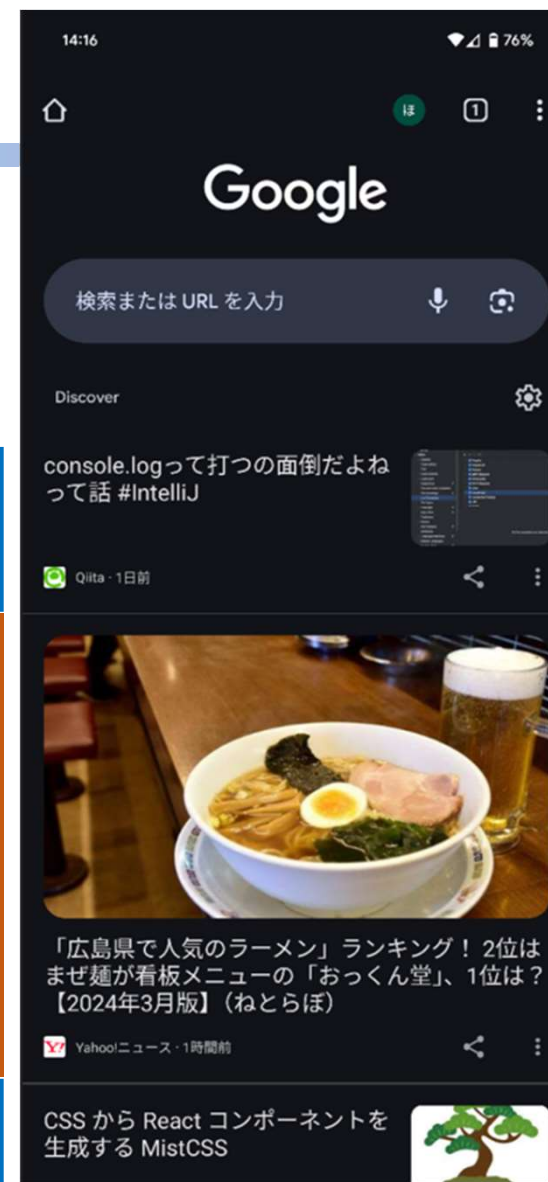 14:16
76%
ほ
1
Google
検索または URL を入力
Discover
console.logって打つの面倒だよね
って話 #IntelliJ
Qiita · 1日前
「広島県で人気のラーメン」ランキング！ 2位は
まぜ麺が看板メニューの「おっくん堂」、1位は？
【2024年3月版】（ねとらぼ）
Yahoo!ニュース · 1時間前
CSS から React コンポーネントを
生成する MistCSS